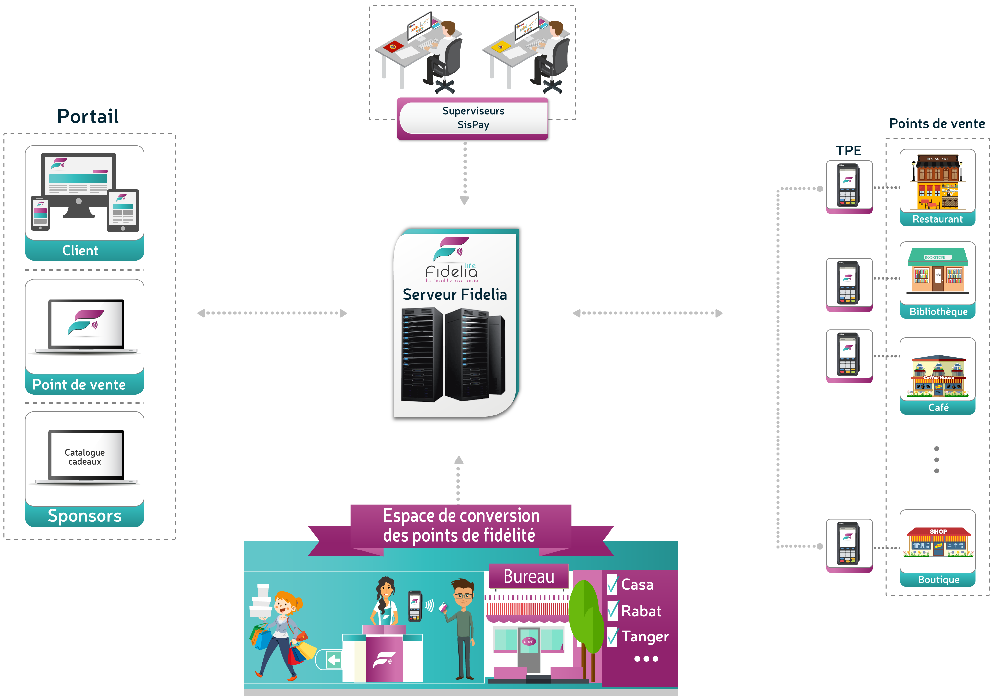 Superviseurs
SisPay
Portail
Client
Point de vente
Catalogue
cadeaux
Sponsors
life
Fidelia
la fidelite qui paie
Serveur Fidelia
Points de vente
TPE
RESTAURANT
Restaurant
BOOKSTORE
Bibliothèque
Coffee House
Café
SHOP
OPEN
Boutique
Espace de conversion
des points de fidélité
Bureau
open
Casa
Rabat
Tanger